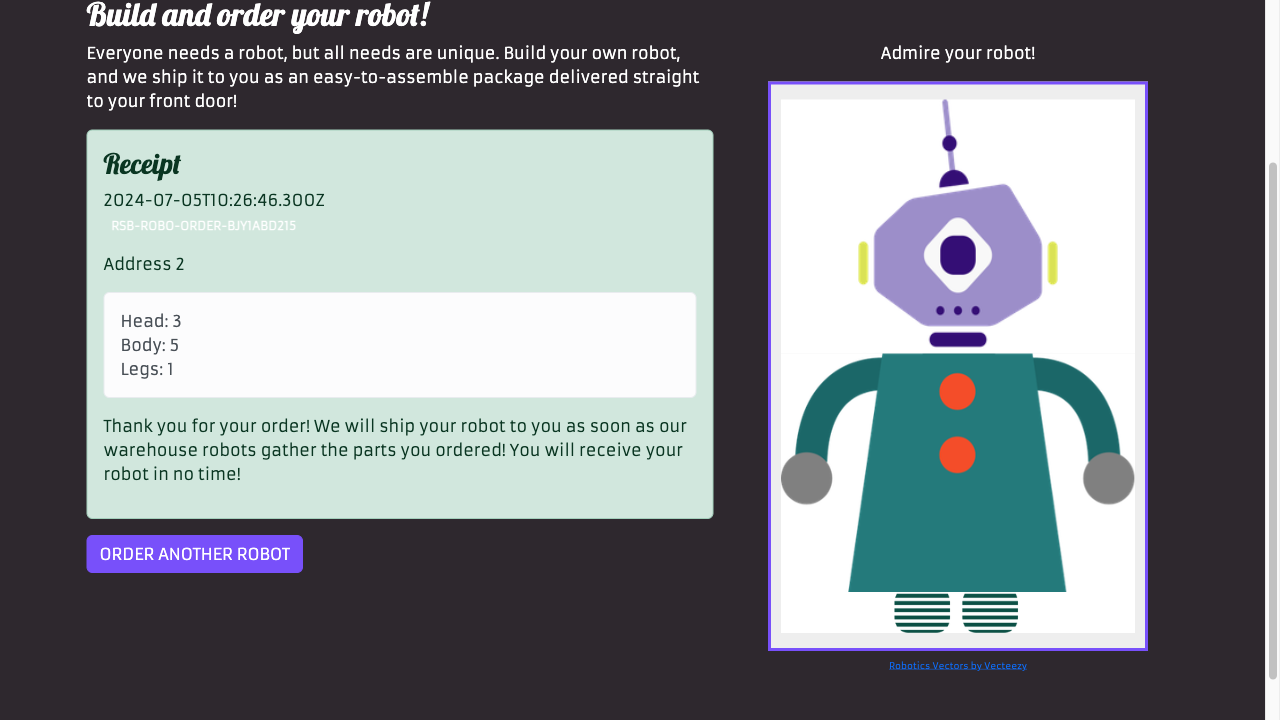 Build and order your robot!
Everyone needs a robot, but all needs are unique. Build your own robot,
and we ship it to you as an easy-to-assemble package delivered straight
to your front door!
Receipt
2024-07-05T10:26:46.300Z
RSB-ROBO-ORDER-BJY1ABD215
Address 2
Head: 3
Body: 5
Legs: 1
Thank you for your order! We will ship your robot to you as soon as our
warehouse robots gather the parts you ordered! You will receive your
robot in no time!
ORDER ANOTHER ROBOT
Admire your robot!
Robotics Vectors by Vecteezy